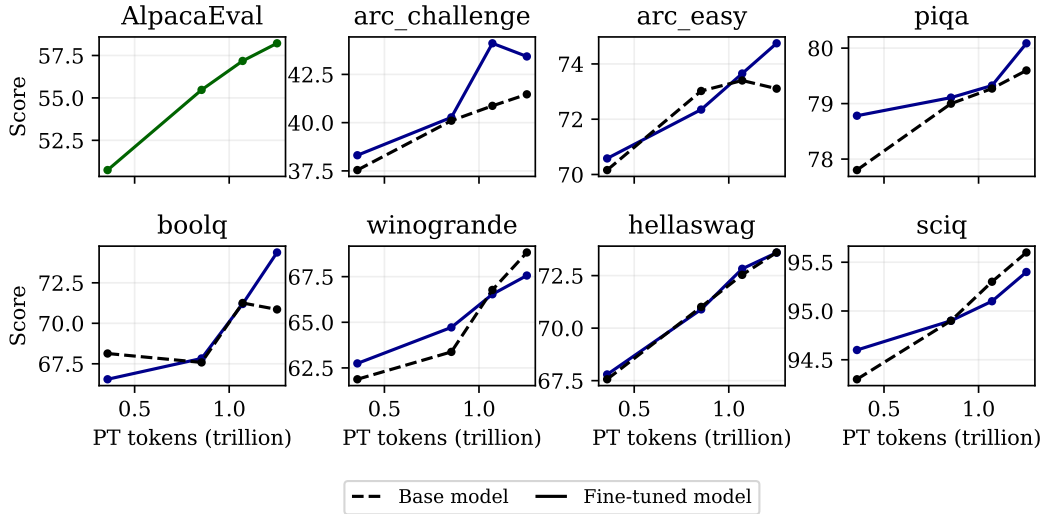 AlpacaEval
57.5
55.0
52.5
Score
arc_challenge
42.5
40.0
37.5
arc_easy
74
72
70
piqa
80
79
78
boolq
72.5
70.0
67.5
Score
0.5 1.0
PT tokens (trillion)
winogrande
67.5
65.0
62.5
0.5 1.0
PT tokens (trillion)
hellaswag
72.5
70.0
67.5
0.5 1.0
PT tokens (trillion)
sciq
95.5
95.0
94.5
0.5 1.0
PT tokens (trillion)
Base model Fine-tuned model